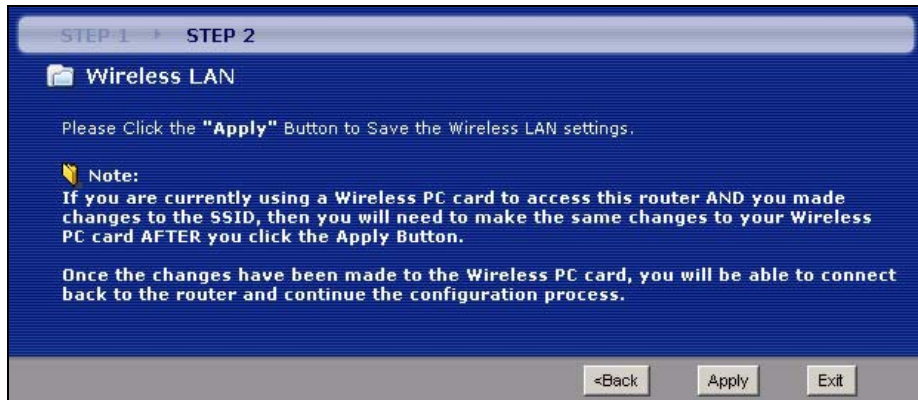 STEP 1 STEP 2
Wireless LAN
Please Click the "Apply" Button to Save the Wireless LAN settings.
Note:
If you are currently using a Wireless PC card to access this router AND you made
changes to the SSID, then you will need to make the same changes to your Wireless
PC card AFTER you click the Apply Button.
Once the changes have been made to the Wireless PC card, you will be able to connect
back to the router and continue the configuration process.
<Back Apply Exit